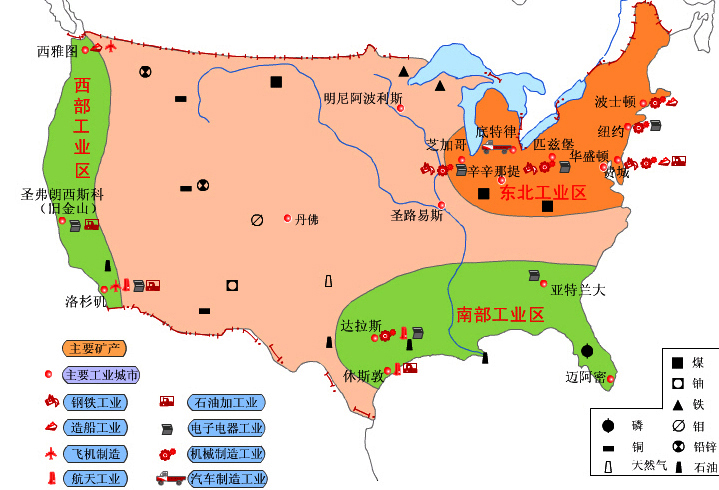 西雅图
西部工业区
明尼阿波利斯
波士顿
底特律
纽约
芝加哥
匹兹堡
华盛顿
费城
辛辛那提
东北工业区
圣弗朗西斯科
（旧金山）
圣路易斯
丹佛
洛杉矶
亚特兰大
南部工业区
达拉斯
休斯敦
迈阿密
主要矿产
主要工业城市
钢铁工业
石油加工业
造船工业
电子电器工业
飞机制造
机械制造工业
航天工业
汽车制造工业
煤
铀
铁
磷
钼
铜
铅锌
天然气
石油